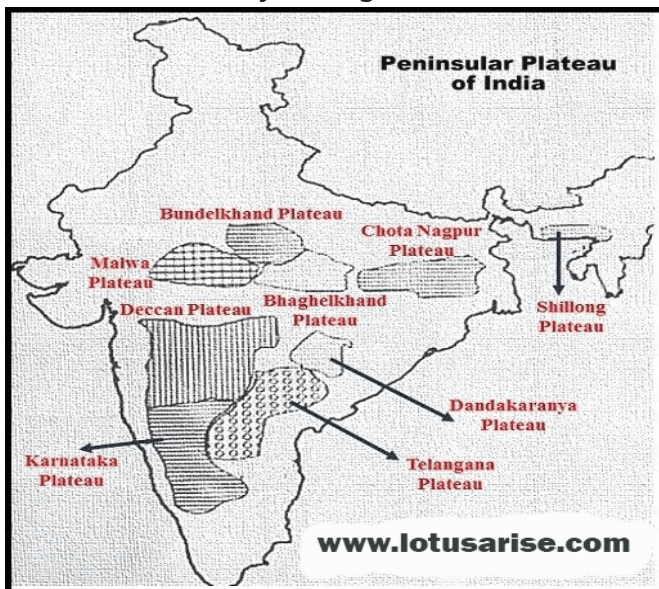 Peninsular Plateau
of India
Bundelkhand Plateau
Chota Nagpur
Plateau
Malwa
Plateau
Bhaghelkhand
Plateau
Deccan Plateau
Shillong
Plateau
Dandakaranya
Plateau
Karnataka
Plateau
Telangana
Plateau
www.lotusarise.com